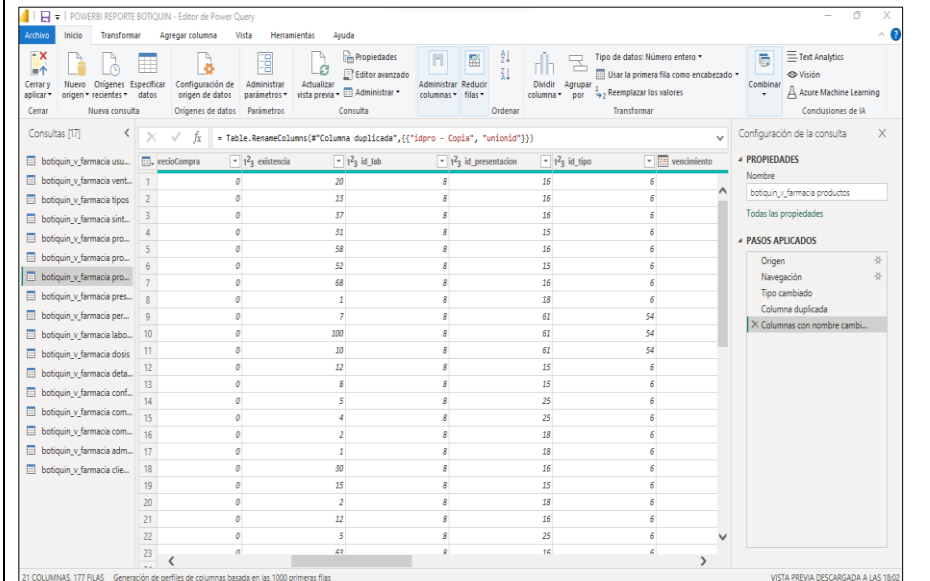 POWERBI REPORTE BOTIQUIN - Editor de Power Query
Archivo Inicio Transformar Agregar columna Vista Herramientas Ayuda
Cerrar y aplicar
Nuevo origen
Orígenes recientes
Especificar datos
Configuración de origen de datos
Administrar parámetros
Actualizar vista previa
Propiedades
Editor avanzado
Administrar
Administrar columnas
Reducir filas
Dividir columna
Agrupar por
Tipo de datos: Número entero
Usar la primera fila como encabezado
Reemplazar los valores
Combinar
Text Analytics
Visión
Azure Machine Learning
Cerrar Nueva consulta Orígenes de datos Parámetros Consulta Ordenar Transformar Conclusiones de IA
Consultas [17]
fx = Table.RenameColumns(#"Columna duplicada",{{"idpro - Copia", "unionid"}})
botiquin_v_farmacia usu...
botiquin_v_farmacia vent...
botiquin_v_farmacia tipos
botiquin_v_farmacia sint...
botiquin_v_farmacia pro...
botiquin_v_farmacia pro...
botiquin_v_farmacia pro...
botiquin_v_farmacia pres...
botiquin_v_farmacia per...
botiquin_v_farmacia labo...
botiquin_v_farmacia dosis
botiquin_v_farmacia deta...
botiquin_v_farmacia conf...
botiquin_v_farmacia com...
botiquin_v_farmacia com...
botiquin_v_farmacia adm...
botiquin_v_farmacia clie...
recioCompra 123 existencia 123 id_lab 123 id_presentacion 123 id_tipo vencimiento
1 0 20 8 16 6
2 0 13 8 16 6
3 0 37 8 16 6
4 0 31 8 15 6
5 0 58 8 16 6
6 0 52 8 15 6
7 0 68 8 16 6
8 0 1 8 18 6
9 0 7 8 61 54
10 0 100 8 61 54
11 0 10 8 61 54
12 0 12 8 15 6
13 0 8 8 15 6
14 0 5 8 25 6
15 0 4 8 25 6
16 0 2 8 18 6
17 0 1 8 18 6
18 0 30 8 16 6
19 0 15 8 15 6
20 0 2 8 18 6
21 0 12 8 16 6
22 0 5 8 25 6
23 0 63 8 16 6
Configuración de la consulta
PROPIEDADES
Nombre
botiquin_v_farmacia productos
Todas las propiedades
PASOS APLICADOS
Origen
Navegación
Tipo cambiado
Columna duplicada
Columnas con nombre cambi...
21 COLUMNAS, 177 FILAS Generación de perfiles de columnas basada en las 1000 primeras filas
VISTA PREVIA DESCARGADA A LAS 18:02